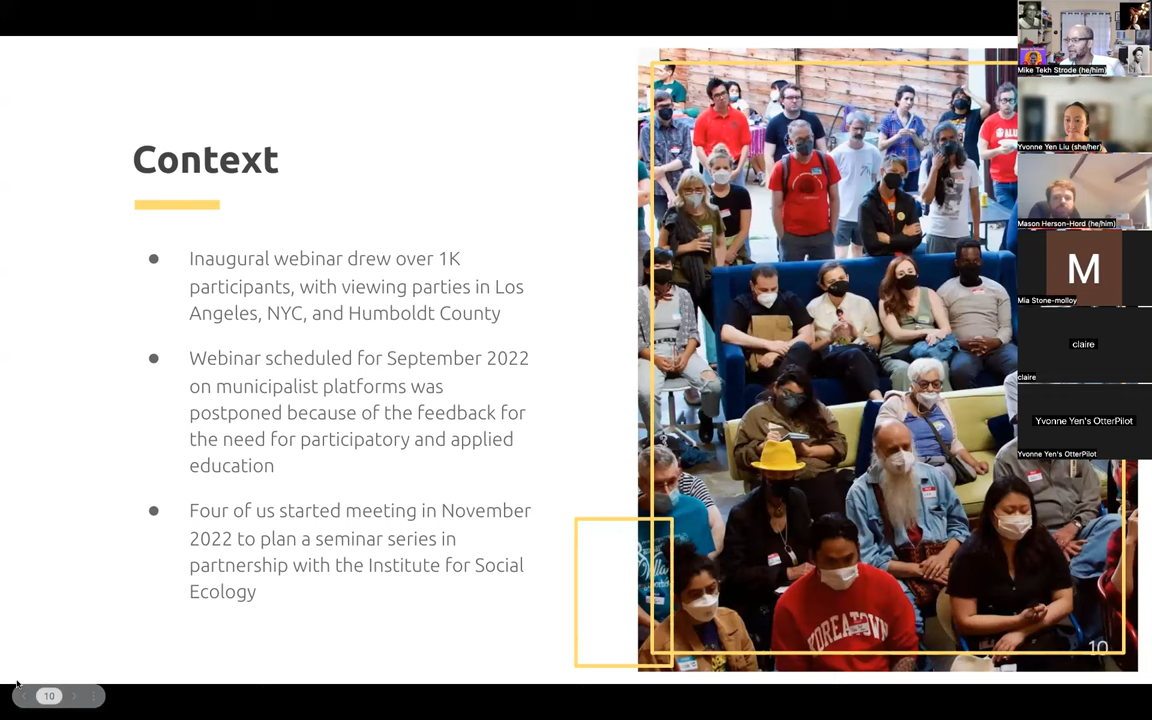 Context
● Inaugural webinar drew over 1K
participants, with viewing parties in Los
Angeles, NYC, and Humboldt County
● Webinar scheduled for September 2022
on municipalist platforms was
postponed because of the feedback for
the need for participatory and applied
education
● Four of us started meeting in November
2022 to plan a seminar series in
partnership with the Institute for Social
Ecology
KOREATOWN
10
10
Mike Tekh Strode (he/him)
Yvonne Yen Liu (she/her)
Mason Herson-Hord (he/him)
M
Mia Stone-molloy
claire
claire
Yvonne Yen's OtterPilot
Yvonne Yen's OtterPilot